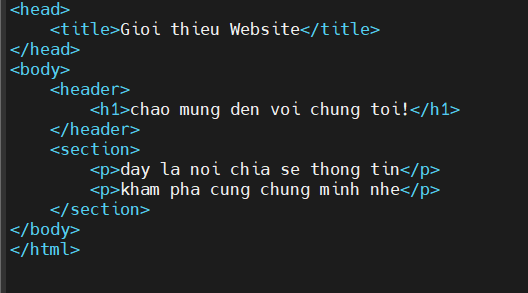 <head>
<title>Gioi thieu Website</title>
</head>
<body>
<header>
<h1>chao mung den voi chung toi!</h1>
</header>
<section>
<p>day la noi chia se thong tin</p>
<p>kham pha cung chung minh nhe</p>
</section>
</body>
</html>